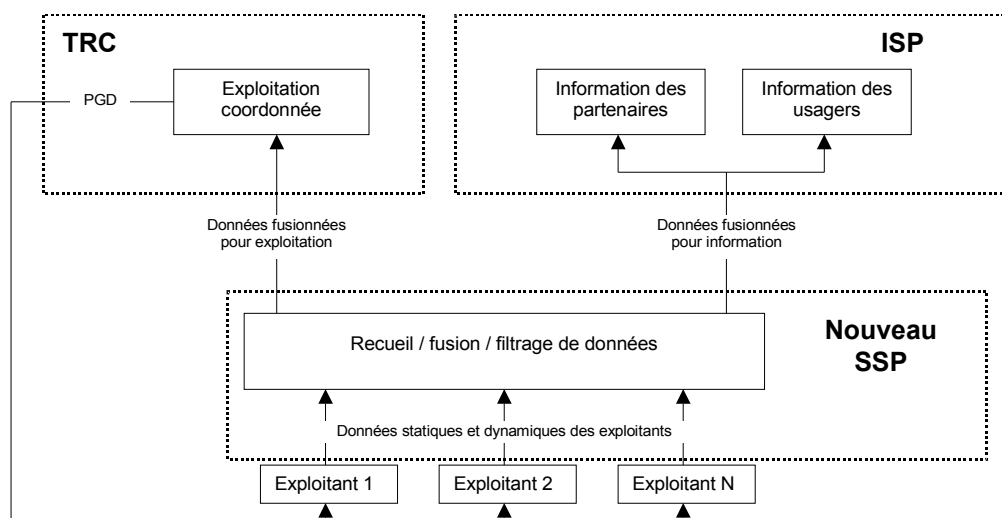 TRC
ISP
PGD
Exploitation
coordonnée
Information des
partenaires
Information des
usagers
Données fusionnées
pour exploitation
Données fusionnées
pour information
Recueil / fusion / filtrage de données
Nouveau
SSP
Données statiques et dynamiques des exploitants
Exploitant 1
Exploitant 2
Exploitant N